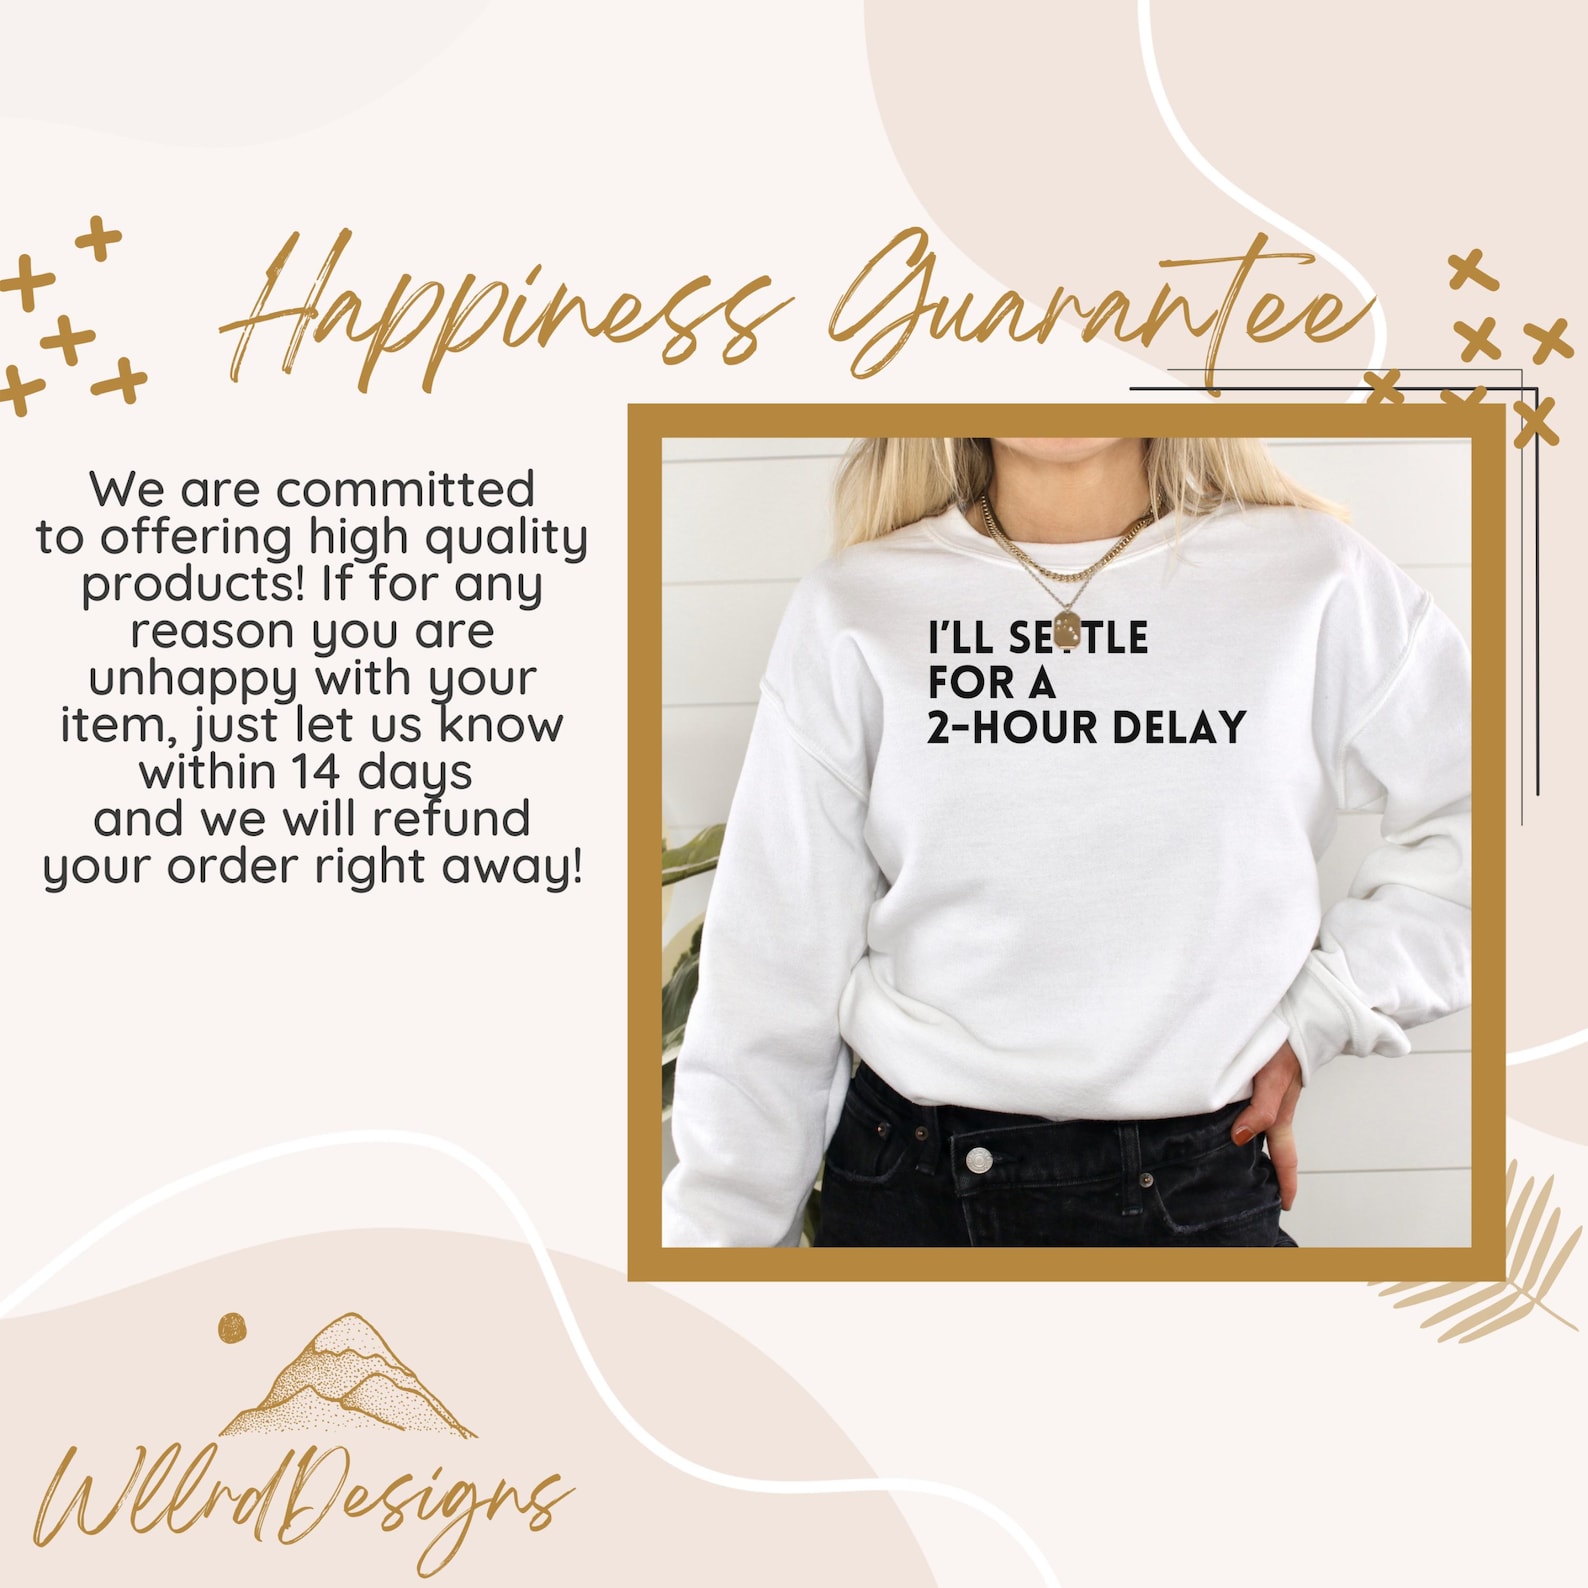 Happiness Guarantee
We are committed
to offering high quality
products! If for any
reason you are
unhappy with your
item, just let us know
within 14 days
and we will refund
your order right away!
I'LL SETTLE
FOR A
2-HOUR DELAY
WllrdDesigns